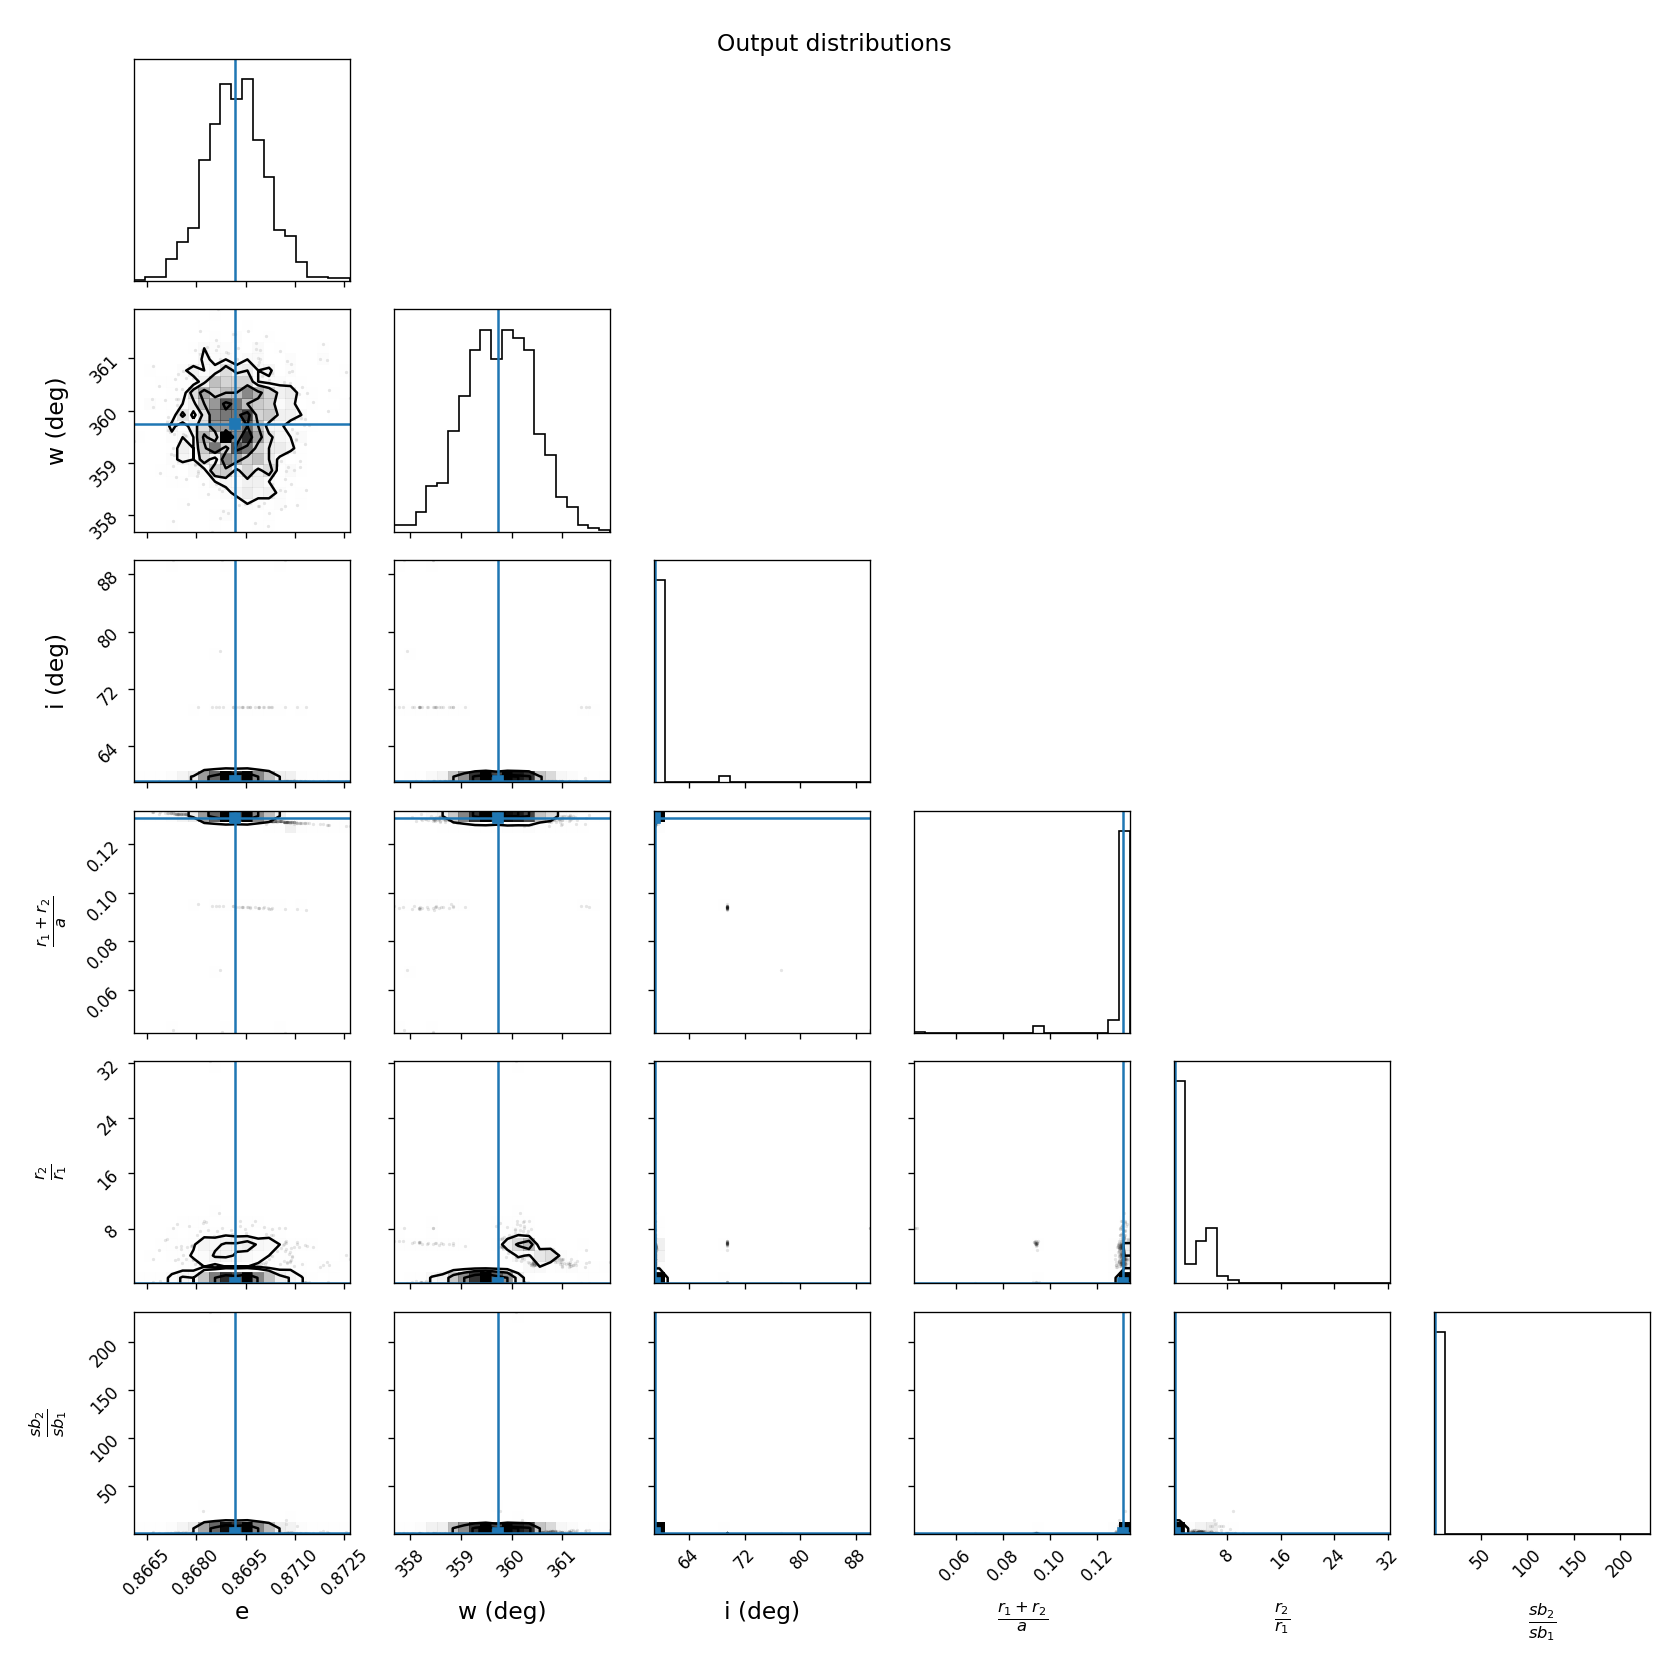 Output distributions
w (deg)
361
360
359
358
i (deg)
88
80
72
64
r₁ + r₂
a
0.12
0.10
0.08
0.06
r₂
r₁
32
24
16
8
sb₂
sb₁
200
150
100
50
0.8665 0.8680 0.8695 0.8710 0.8725
358 359 360 361
64 72 80 88
0.06 0.08 0.10 0.12
8 16 24 32
50 100 150 200
e
w (deg)
i (deg)
r₁ + r₂
a
r₂
r₁
sb₂
sb₁